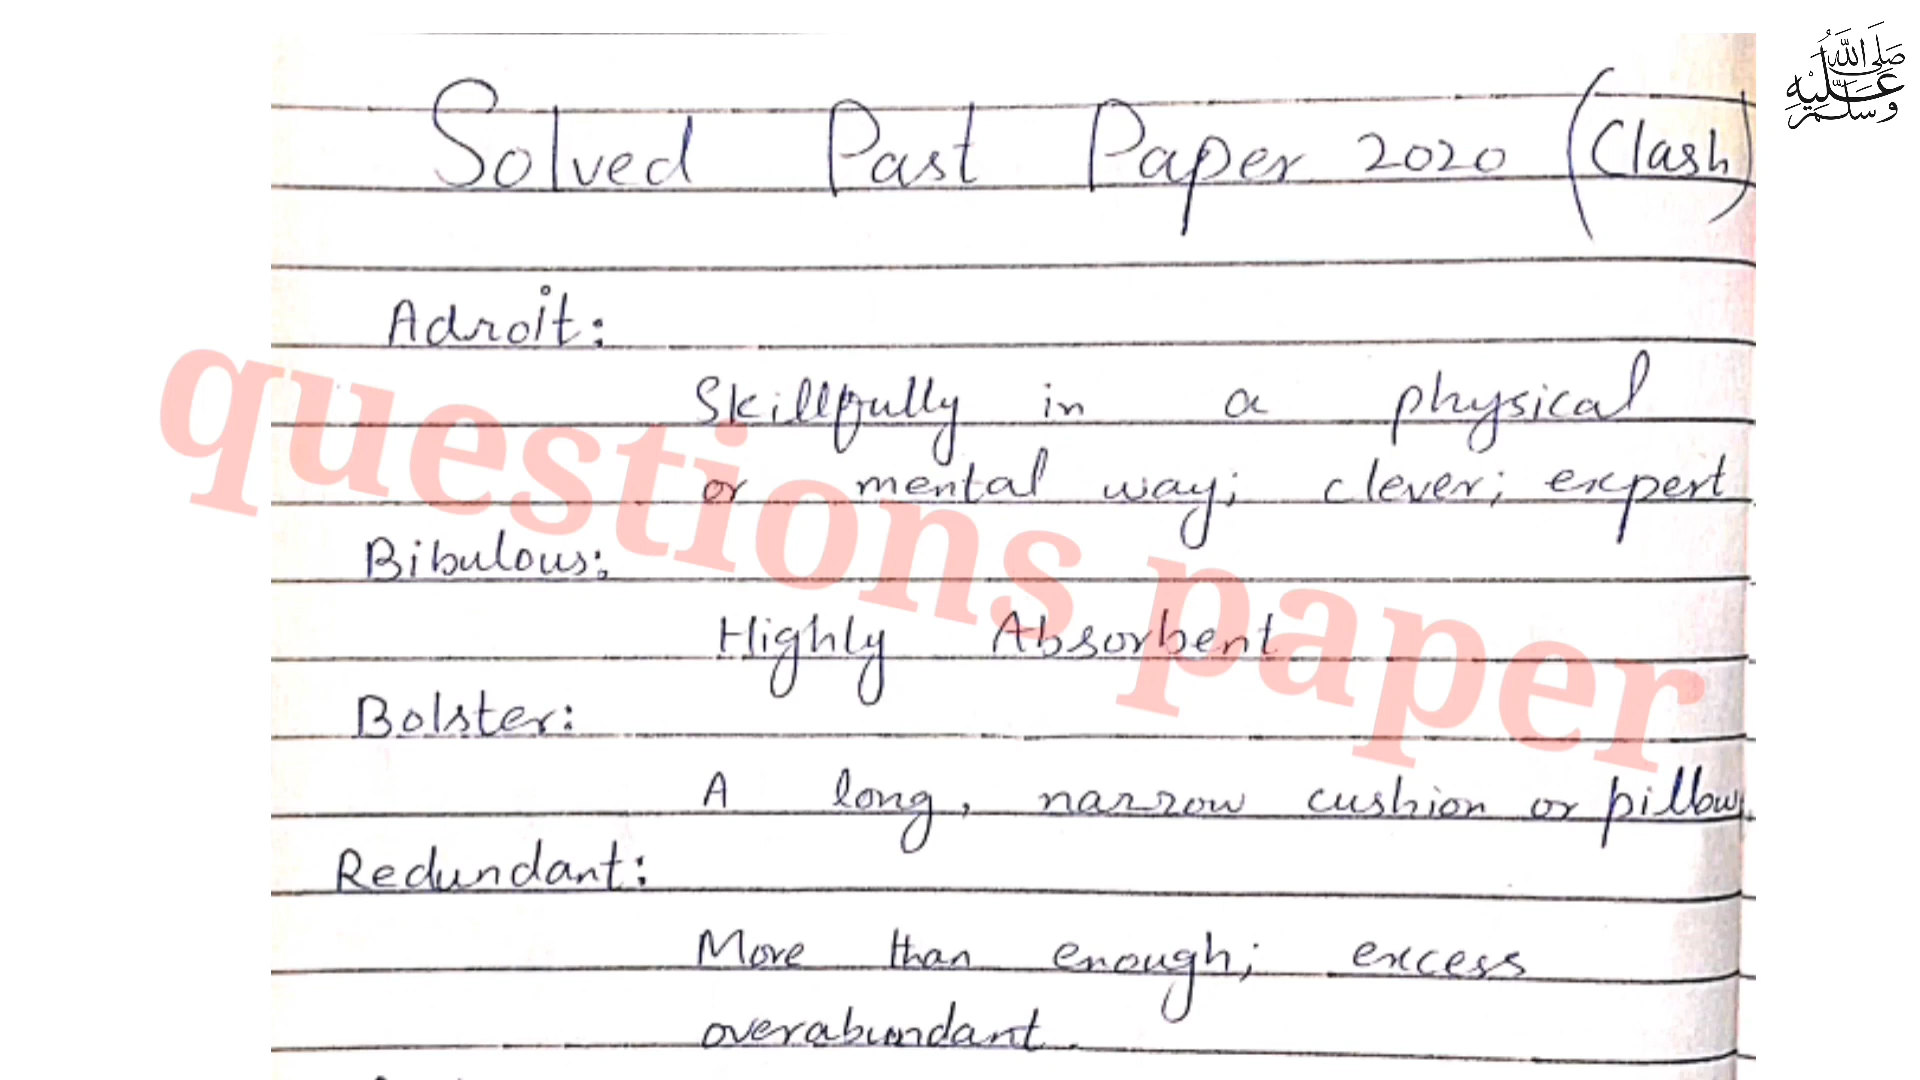 صلى الله
عليه
وسلم
Solved Past Paper 2020 (Clash)
Adroit:
Skillfully in a physical
or mental way; clever; expert
Bibulous:
Highly Absorbent
Bolster:
A long, narrow cushion or pillow.
Redundant:
More than enough; excess
overabundant.
questions paper